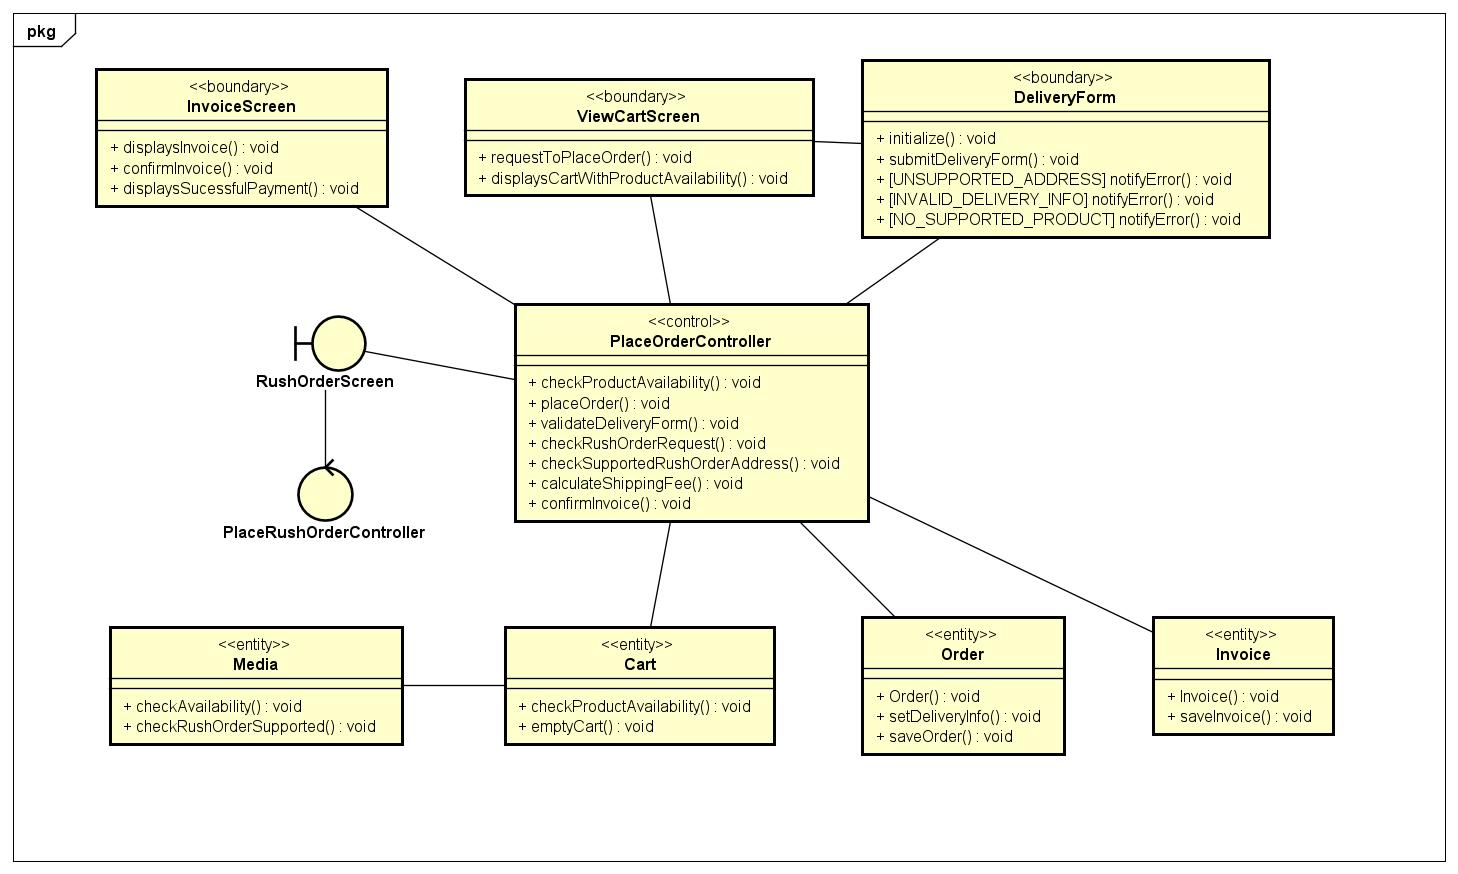 pkg
<<boundary>>
InvoiceScreen
+ displaysInvoice() : void
+ confirmInvoice() : void
+ displaysSucessfulPayment() : void
<<boundary>>
ViewCartScreen
+ requestToPlaceOrder() : void
+ displaysCartWithProductAvailability() : void
<<boundary>>
DeliveryForm
+ initialize() : void
+ submitDeliveryForm() : void
+ [UNSUPPORTED_ADDRESS] notifyError() : void
+ [INVALID_DELIVERY_INFO] notifyError() : void
+ [NO_SUPPORTED_PRODUCT] notifyError() : void
RushOrderScreen
PlaceRushOrderController
<<control>>
PlaceOrderController
+ checkProductAvailability() : void
+ placeOrder() : void
+ validateDeliveryForm() : void
+ checkRushOrderRequest() : void
+ checkSupportedRushOrderAddress() : void
+ calculateShippingFee() : void
+ confirmInvoice() : void
<<entity>>
Media
+ checkAvailability() : void
+ checkRushOrderSupported() : void
<<entity>>
Cart
+ checkProductAvailability() : void
+ emptyCart() : void
<<entity>>
Order
+ Order() : void
+ setDeliveryInfo() : void
+ saveOrder() : void
<<entity>>
Invoice
+ Invoice() : void
+ saveInvoice() : void